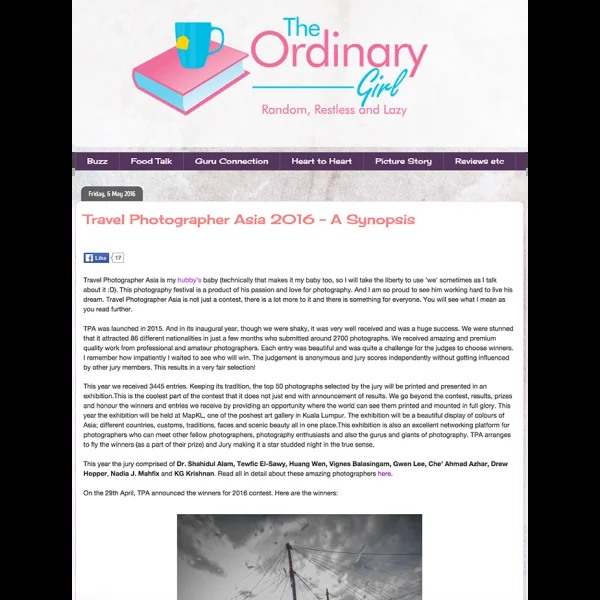 The
Ordinary
Girl
Random, Restless and Lazy
Buzz Food Talk Guru Connection Heart to Heart Picture Story Reviews etc
Friday, 6 May 2016
Travel Photographer Asia 2016 - A Synopsis
Like 17
Travel Photographer Asia is my hubby's baby (technically that makes it my baby too, so I will take the liberty to use 'we' sometimes as I talk
about it :D). This photography festival is a product of his passion and love for photography. And I am so proud to see him working hard to live his
dream. Travel Photographer Asia is not just a contest, there is a lot more to it and there is something for everyone. You will see what I mean as
you read further.
TPA was launched in 2015. And in its inaugural year, though we were shaky, it was very well received and was a huge success. We were stunned
that it attracted 86 different nationalities in just a few months who submitted around 2700 photographs. We received amazing and premium
quality work from professional and amateur photographers. Each entry was beautiful and was quite a challenge for the judges to choose winners.
I remember how impatiently I waited to see who will win. The judgement is anonymous and jury scores independently without getting influenced
by other jury members. This results in a very fair selection!
This year we received 3445 entries. Keeping its tradition, the top 50 photographs selected by the jury will be printed and presented in an
exhibition.This is the coolest part of the contest that it does not just end with announcement of results. We go beyond the contest, results, prizes
and honour the winners and entries we receive by providing an opportunity where the world can see them printed and mounted in full glory. This
year the exhibition will be held at MapKL, one of the poshest art gallery in Kuala Lumpur. The exhibition will be a beautiful display of colours of
Asia; different countries, customs, traditions, faces and scenic beauty all in one place.This exhibition is also an excellent networking platform for
photographers who can meet other fellow photographers, photography enthusiasts and also the gurus and giants of photography. TPA arranges
to fly the winners (as a part of their prize) and Jury making it a star studded night in the true sense.
This year the jury comprised of Dr. Shahidul Alam, Tewfic El-Sawy, Huang Wen, Vignes Balasingam, Gwen Lee, Che' Ahmad Azhar, Drew
Hopper, Nadia J. Mahfix and KG Krishnan. Read all in detail about these amazing photographers here.
On the 29th April, TPA announced the winners for 2016 contest. Here are the winners: